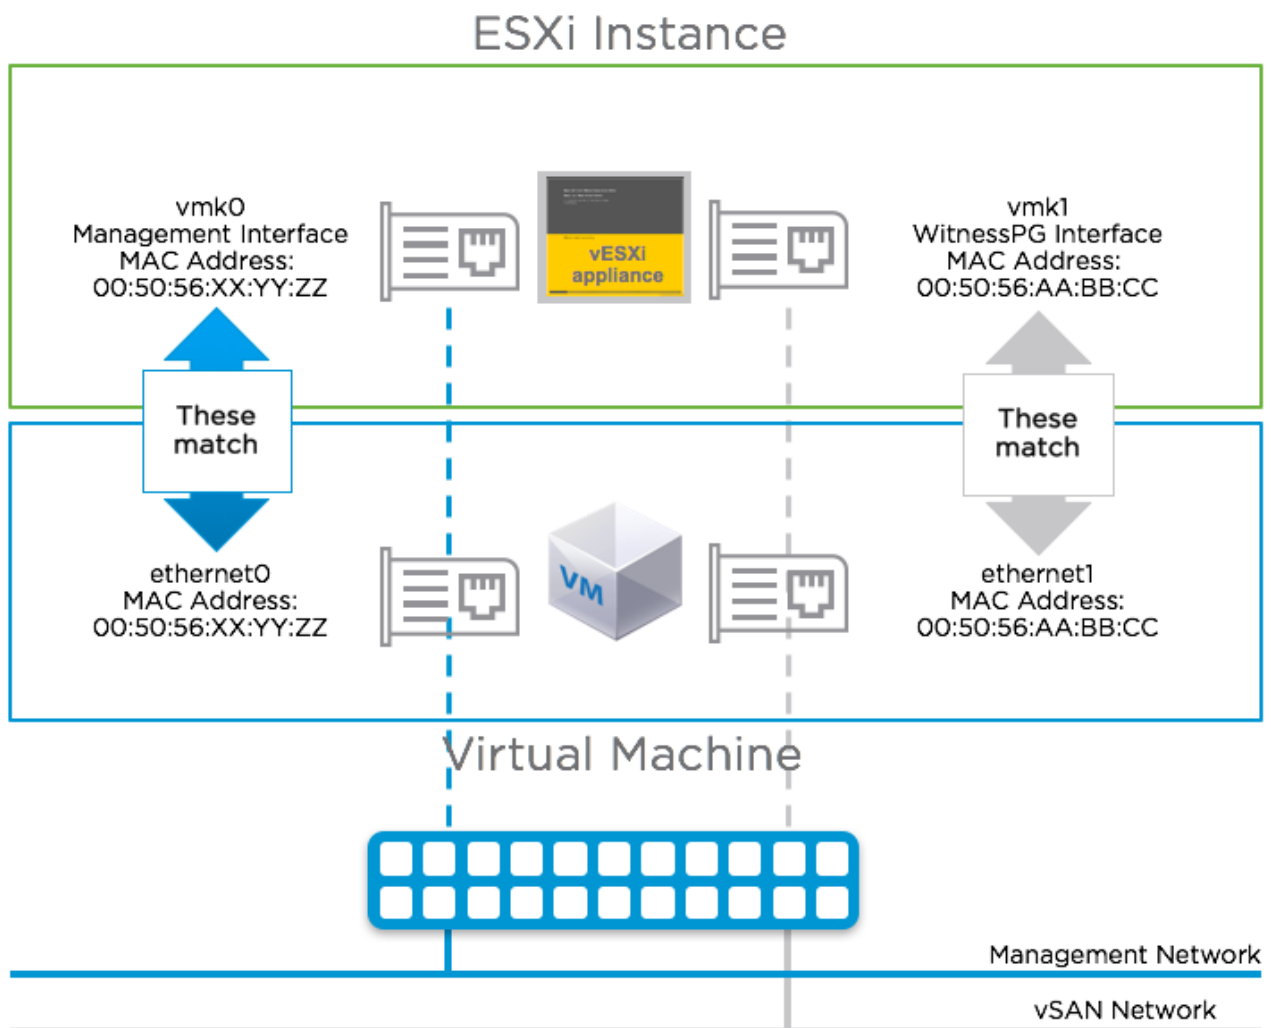 ESXi Instance
vmk0
Management Interface
MAC Address:
00:50:56:XX:YY:ZZ
vESXi
appliance
vmk1
WitnessPG Interface
MAC Address:
00:50:56:AA:BB:CC
These
match
These
match
ethernet0
MAC Address:
00:50:56:XX:YY:ZZ
VM
ethernet1
MAC Address:
00:50:56:AA:BB:CC
Virtual Machine
Management Network
vSAN Network